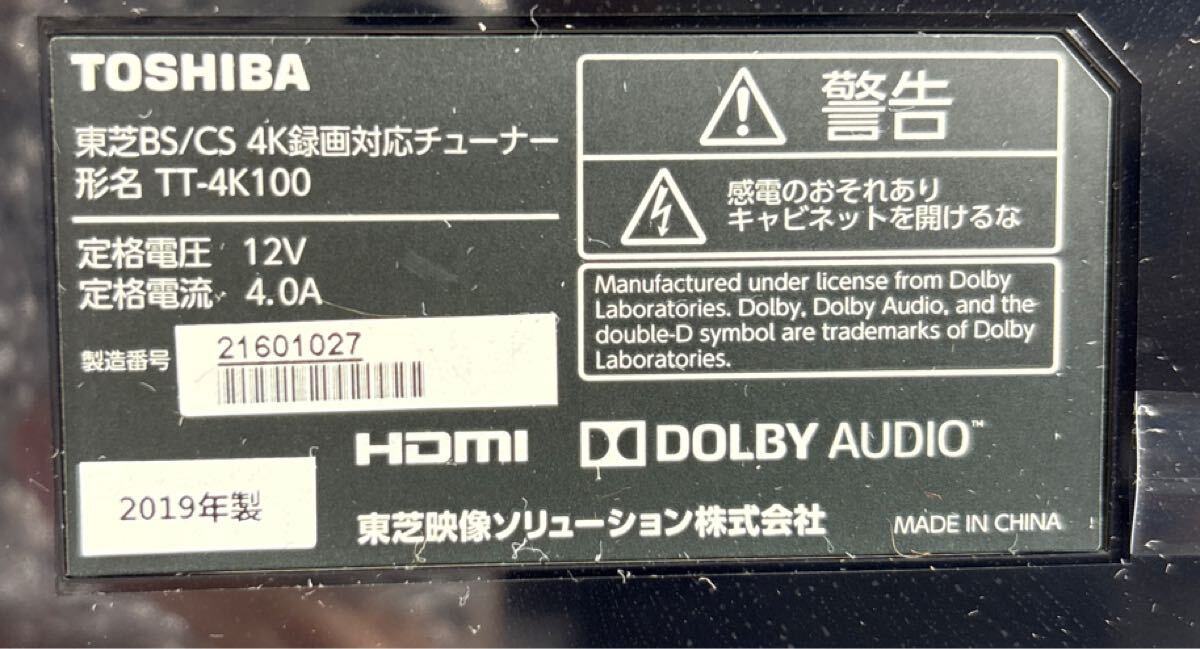 TOSHIBA
東芝BS/CS 4K録画対応チューナー
形名 TT-4K100
定格電圧 12V
定格電流 4.0A
製造番号 21601027
2019年製
警告
感電のおそれあり
キャビネットを開けるな
Manufactured under license from Dolby
Laboratories. Dolby, Dolby Audio, and the
double-D symbol are trademarks of Dolby
Laboratories.
HDMI
DOLBY AUDIO™
東芝映像ソリューション株式会社
MADE IN CHINA